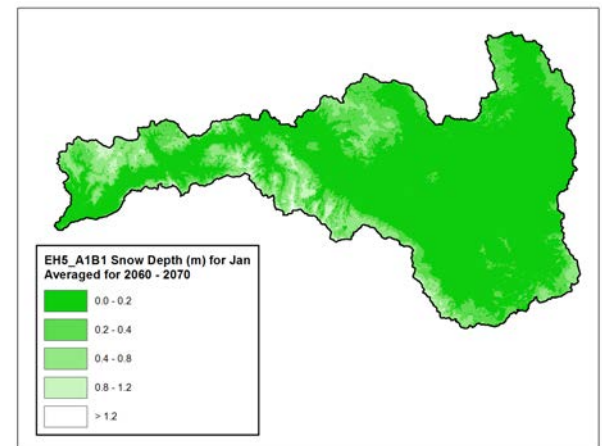 EH5_A1B1 Snow Depth (m) for Jan
Averaged for 2060 - 2070
0.0 - 0.2
0.2 - 0.4
0.4 - 0.8
0.8 - 1.2
> 1.2